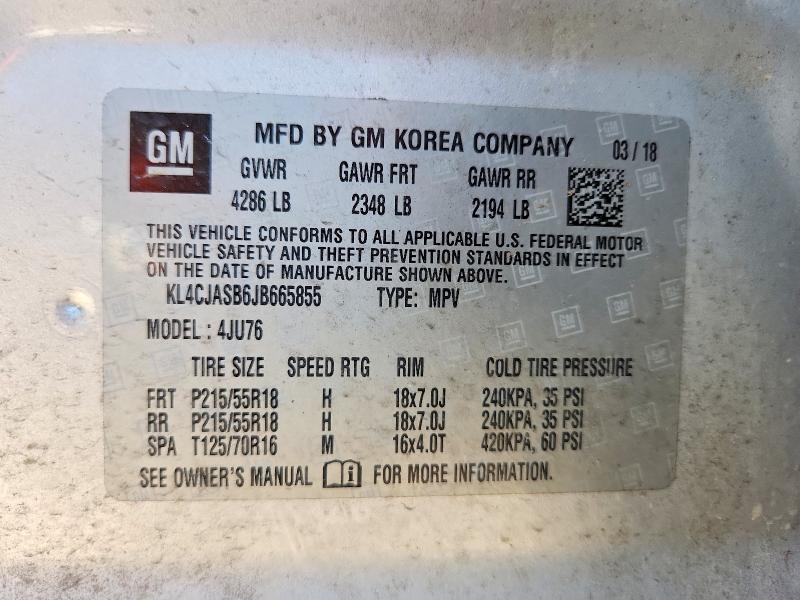 GM MFD BY GM KOREA COMPANY 03/18
GVWR GAWR FRT GAWR RR
4286 LB 2348 LB 2194 LB
THIS VEHICLE CONFORMS TO ALL APPLICABLE U.S. FEDERAL MOTOR
VEHICLE SAFETY AND THEFT PREVENTION STANDARDS IN EFFECT
ON THE DATE OF MANUFACTURE SHOWN ABOVE.
KL4CJASB6JB665855 TYPE: MPV
MODEL: 4JU76
TIRE SIZE SPEED RTG RIM COLD TIRE PRESSURE
FRT P215/55R18 H 18x7.0J 240KPA, 35 PSI
RR P215/55R18 H 18x7.0J 240KPA, 35 PSI
SPA T125/70R16 M 16x4.0T 420KPA, 60 PSI
SEE OWNER'S MANUAL FOR MORE INFORMATION.